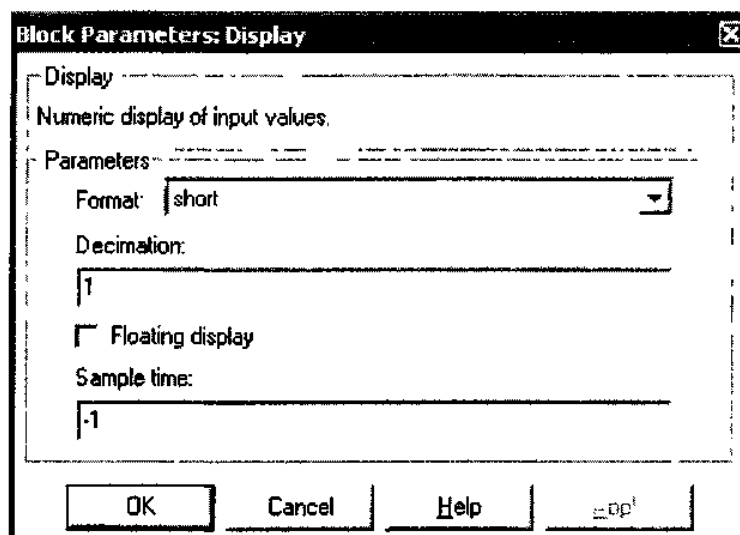 Block Parameters: Display
Display
Numeric display of input values.
Parameters
Format: short
Decimation:
1
Floating display
Sample time:
-1
OK Cancel Help